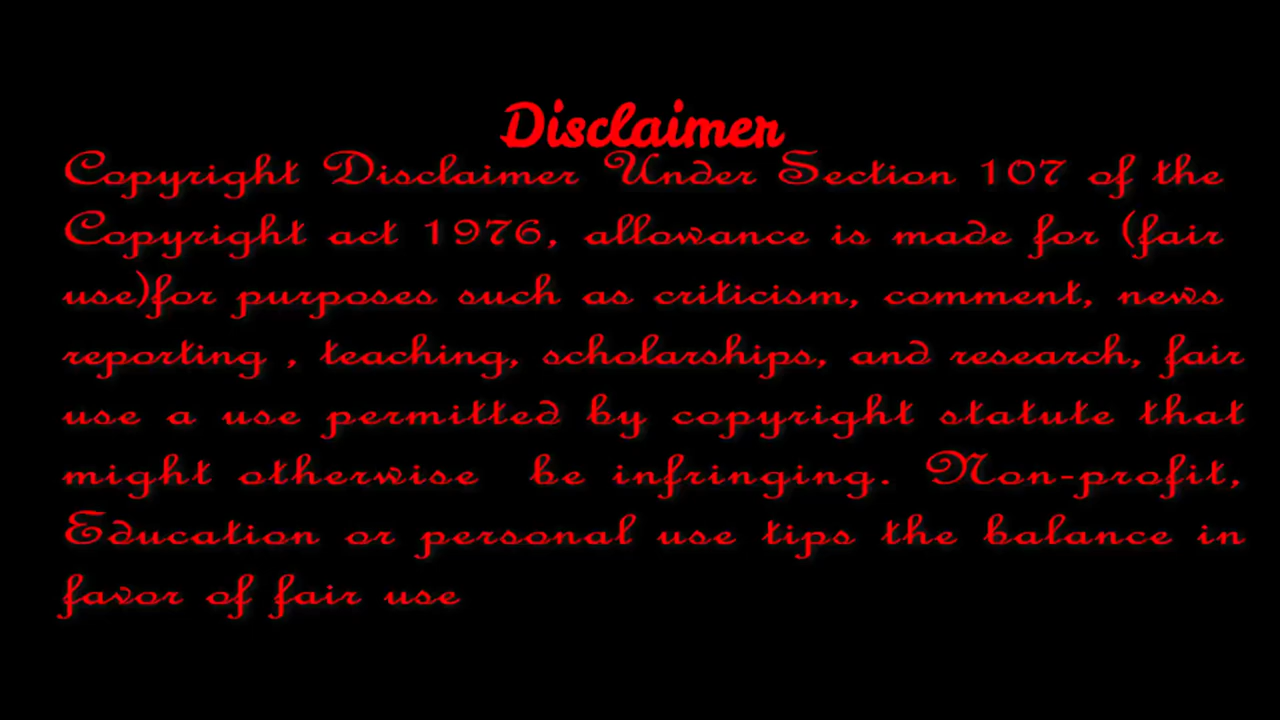 Disclaimer
Copyright Disclaimer Under Section 107 of the
Copyright act 1976, allowance is made for (fair
use)for purposes such as criticism, comment, news
reporting , teaching, scholarships, and research, fair
use a use permitted by copyright statute that
might otherwise  be infringing. Non-profit,
Education or personal use tips the balance in
favor of fair use